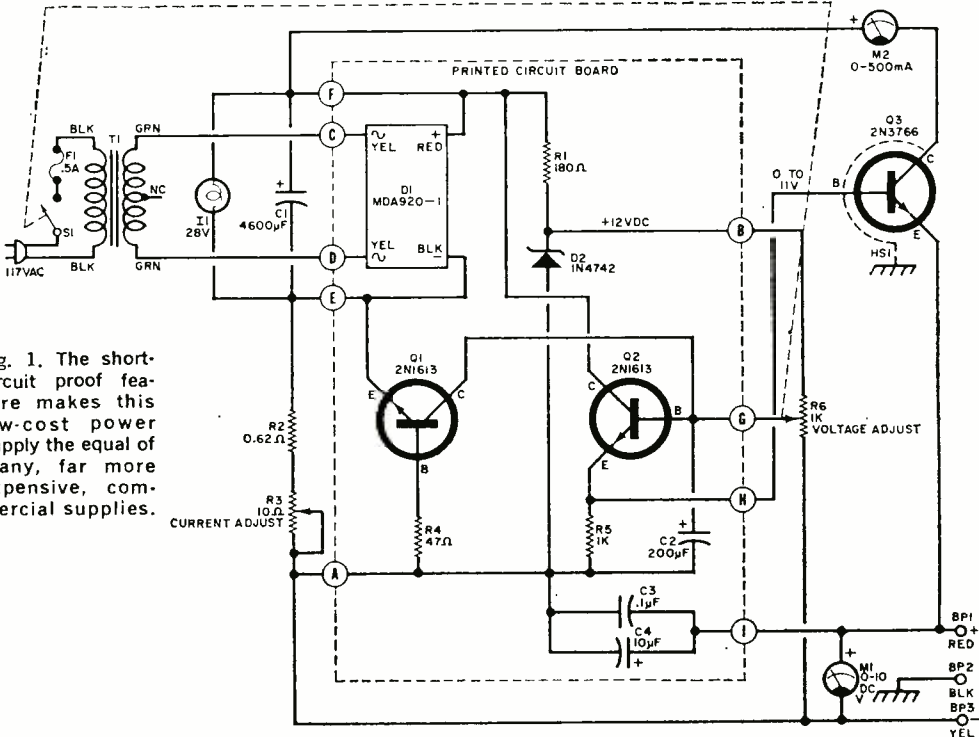 M2
0-500mA
PRINTED CIRCUIT BOARD
F
BLK
T1
GRN
F1
.5A
NC
S1
117VAC
BLK
GRN
I1
28V
+
C1
4600µF
C
YEL
+
RED
D1
MDA920-1
YEL
BLK
−
D
E
R1
180Ω
+12VDC
B
D2
1N4742
Q3
2N3766
0 TO
11V
B
C
E
HS1
g. 1. The short-
rcuit proof fea-
re makes this
w-cost power
pply the equal of
any, far more
pensive, com-
ercial supplies.
Q1
2N1613
E
C
B
Q2
2N1613
C
B
E
G
R6
1K
VOLTAGE ADJUST
H
R2
0.62Ω
R3
10Ω
CURRENT ADJUST
R4
47Ω
R5
1K
+
C2
200µF
A
C3
.1µF
C4
10µF
+
I
BP1
+
RED
+
M1
0-10
DC
V
BP2
BLK
BP3
−
YEL